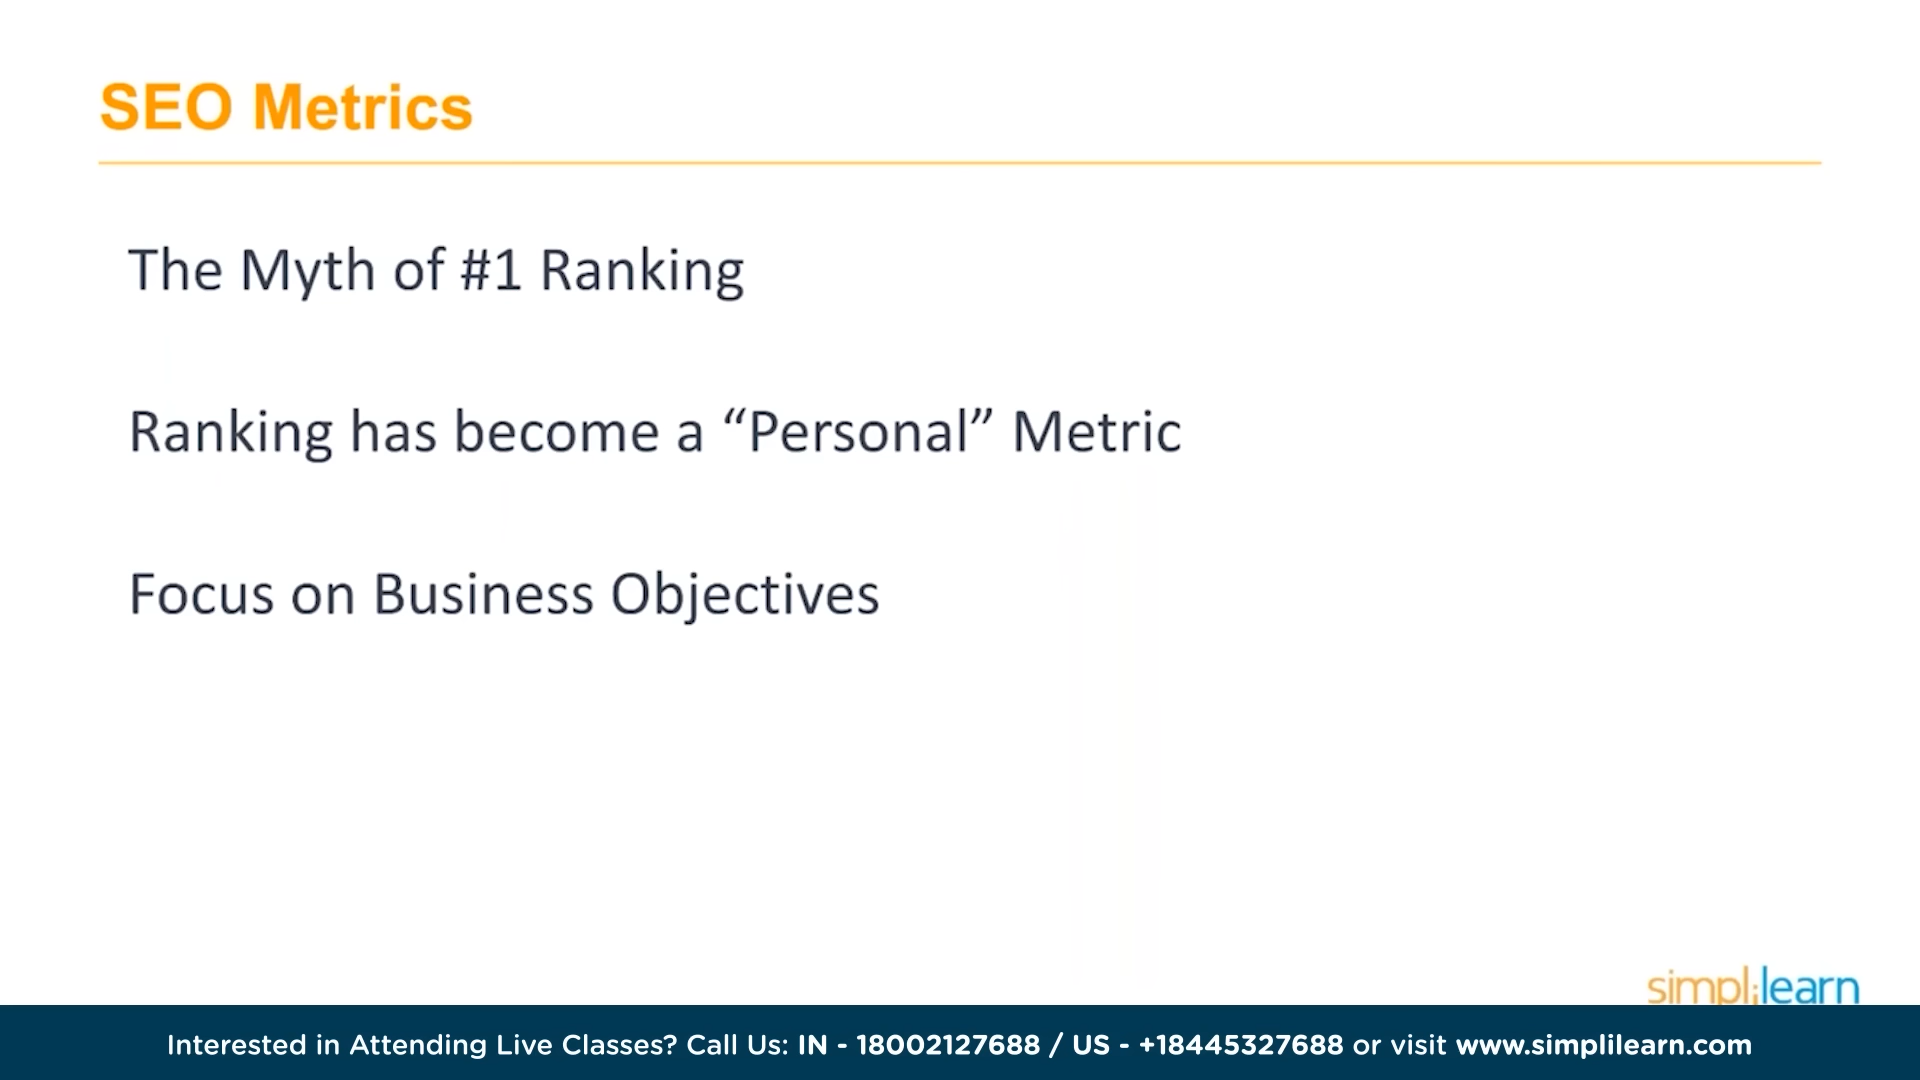 SEO Metrics
The Myth of #1 Ranking
Ranking has become a “Personal” Metric
Focus on Business Objectives
simplilearn
Interested in Attending Live Classes? Call Us: IN - 18002127688 / US - +18445327688 or visit www.simplilearn.com